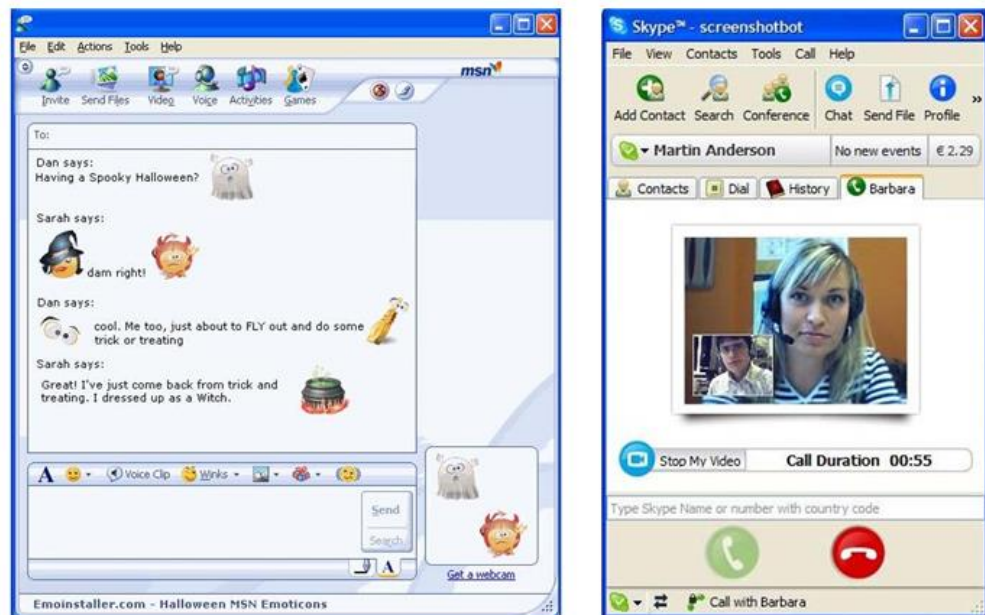 File Edit Actions Tools Help
msn
Invite Send Files Video Voice Activities Games
To:
Dan says:
Having a Spooky Halloween?
Sarah says:
dam right!
Dan says:
cool. Me too, just about to FLY out and do some
trick or treating
Sarah says:
Great! I've just come back from trick and
treating. I dressed up as a Witch.
A Voice Clip Winks
Send
Search
A
Get a webcam
Emoinstaller.com - Halloween MSN Emoticons
Skype™ - screenshotbot
File View Contacts Tools Call Help
Add Contact Search Conference Chat Send File Profile »
Martin Anderson No new events € 2.29
Contacts Dial History Barbara
Stop My Video Call Duration 00:55
Type Skype Name or number with country code
Call with Barbara